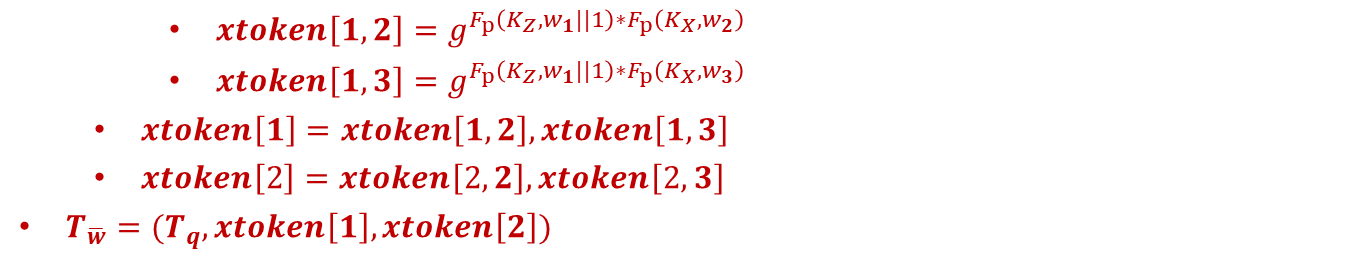 • xtoken[1, 2] = g^{F_p(K_Z,w_1||1)*F_p(K_X,w_2)}
• xtoken[1, 3] = g^{F_p(K_Z,w_1||1)*F_p(K_X,w_3)}
• xtoken[1] = xtoken[1, 2], xtoken[1, 3]
• xtoken[2] = xtoken[2, 2], xtoken[2, 3]
• T_{w̅} = (T_q, xtoken[1], xtoken[2])